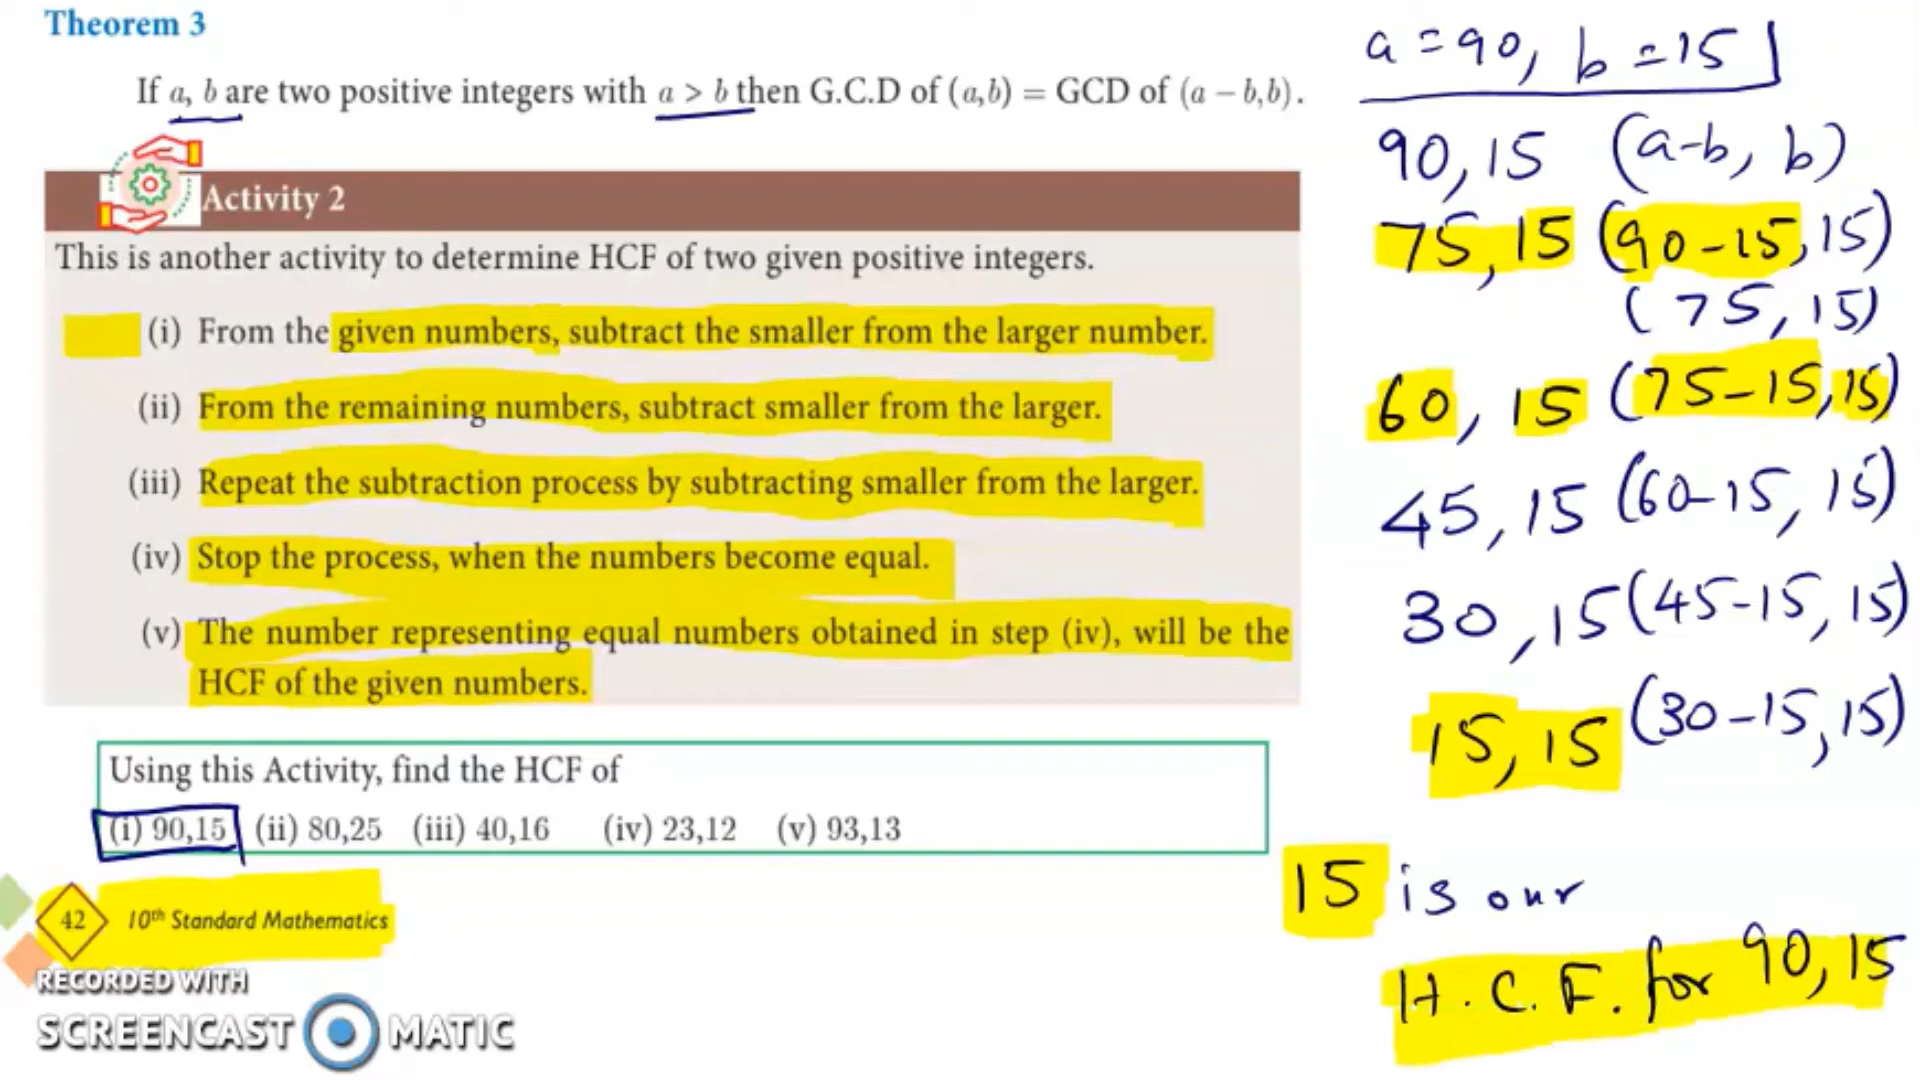 Theorem 3
If a, b are two positive integers with a > b then G.C.D of (a,b) = GCD of (a − b,b).
Activity 2
This is another activity to determine HCF of two given positive integers.
(i) From the given numbers, subtract the smaller from the larger number.
(ii) From the remaining numbers, subtract smaller from the larger.
(iii) Repeat the subtraction process by subtracting smaller from the larger.
(iv) Stop the process, when the numbers become equal.
(v) The number representing equal numbers obtained in step (iv), will be the
HCF of the given numbers.
Using this Activity, find the HCF of
(i) 90,15 (ii) 80,25 (iii) 40,16 (iv) 23,12 (v) 93,13
42 10th Standard Mathematics
RECORDED WITH
SCREENCAST MATIC
a = 90, b = 15
90, 15 (a-b, b)
75, 15 (90-15, 15)
(75, 15)
60, 15 (75-15, 15)
45, 15 (60-15, 15)
30, 15 (45-15, 15)
15, 15 (30-15, 15)
15 is our
H.C.F. for 90, 15